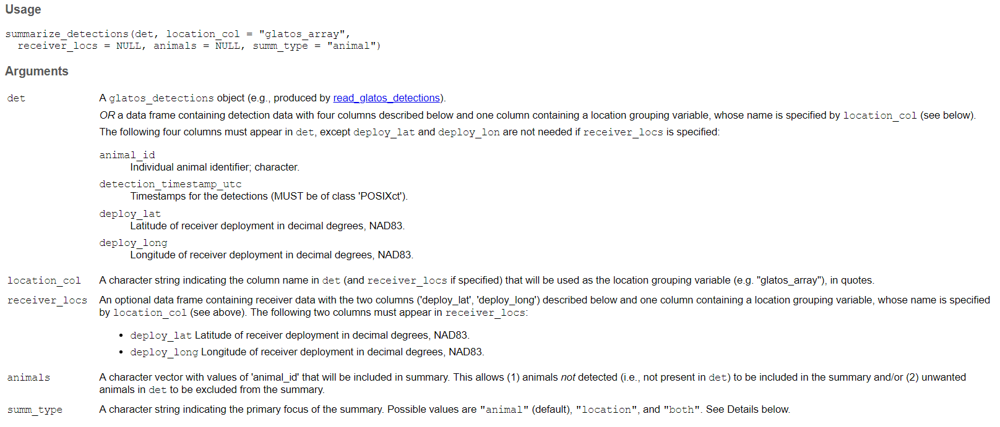 Usage
summarize_detections(det, location_col = "glatos_array",
receiver_locs = NULL, animals = NULL, summ_type = "animal")
Arguments
det A glatos_detections object (e.g., produced by read_glatos_detections).
OR a data frame containing detection data with four columns described below and one column containing a location grouping variable, whose name is specified by location_col (see below).
The following four columns must appear in det, except deploy_lat and deploy_lon are not needed if receiver_locs is specified:
animal_id
Individual animal identifier; character.
detection_timestamp_utc
Timestamps for the detections (MUST be of class 'POSIXct').
deploy_lat
Latitude of receiver deployment in decimal degrees, NAD83.
deploy_long
Longitude of receiver deployment in decimal degrees, NAD83.
location_col A character string indicating the column name in det (and receiver_locs if specified) that will be used as the location grouping variable (e.g. "glatos_array"), in quotes.
receiver_locs An optional data frame containing receiver data with the two columns ('deploy_lat', 'deploy_long') described below and one column containing a location grouping variable, whose name is specified
by location_col (see above). The following two columns must appear in receiver_locs:
• deploy_lat Latitude of receiver deployment in decimal degrees, NAD83.
• deploy_long Longitude of receiver deployment in decimal degrees, NAD83.
animals A character vector with values of 'animal_id' that will be included in summary. This allows (1) animals not detected (i.e., not present in det) to be included in the summary and/or (2) unwanted
animals in det to be excluded from the summary.
summ_type A character string indicating the primary focus of the summary. Possible values are "animal" (default), "location", and "both". See Details below.